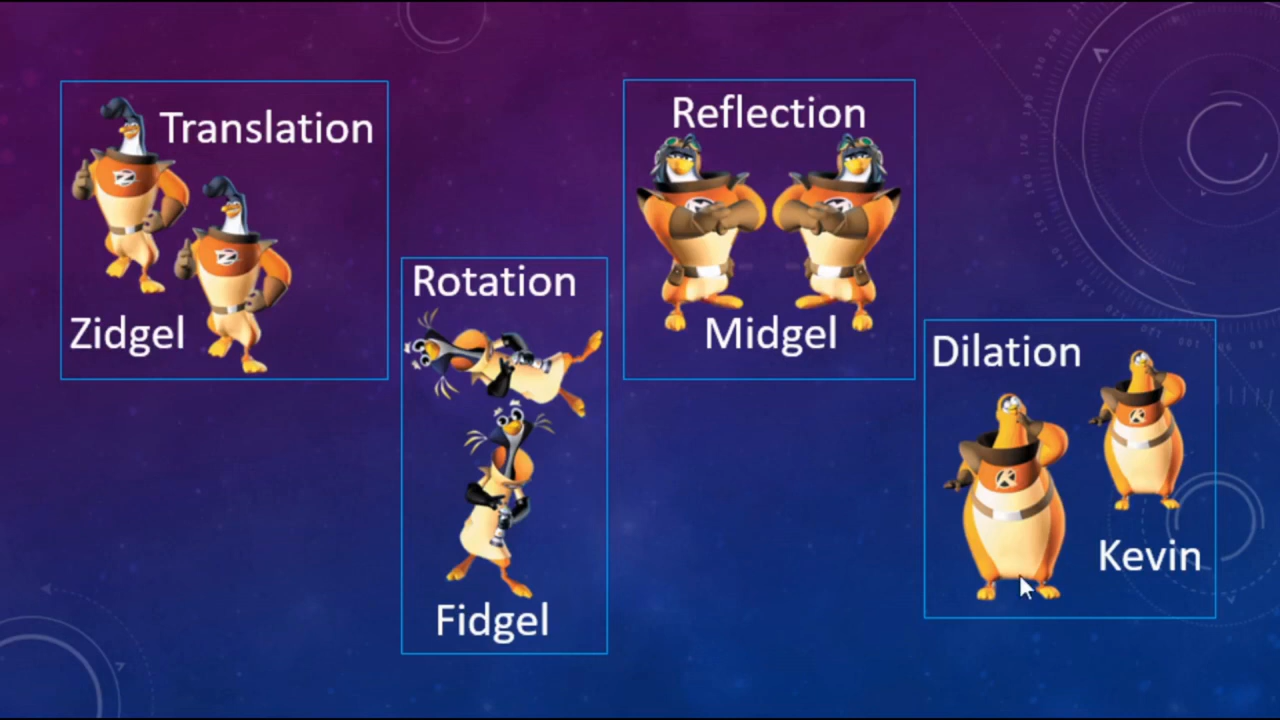 Translation
Zidgel
Rotation
Fidgel
Reflection
Midgel
Dilation
Kevin